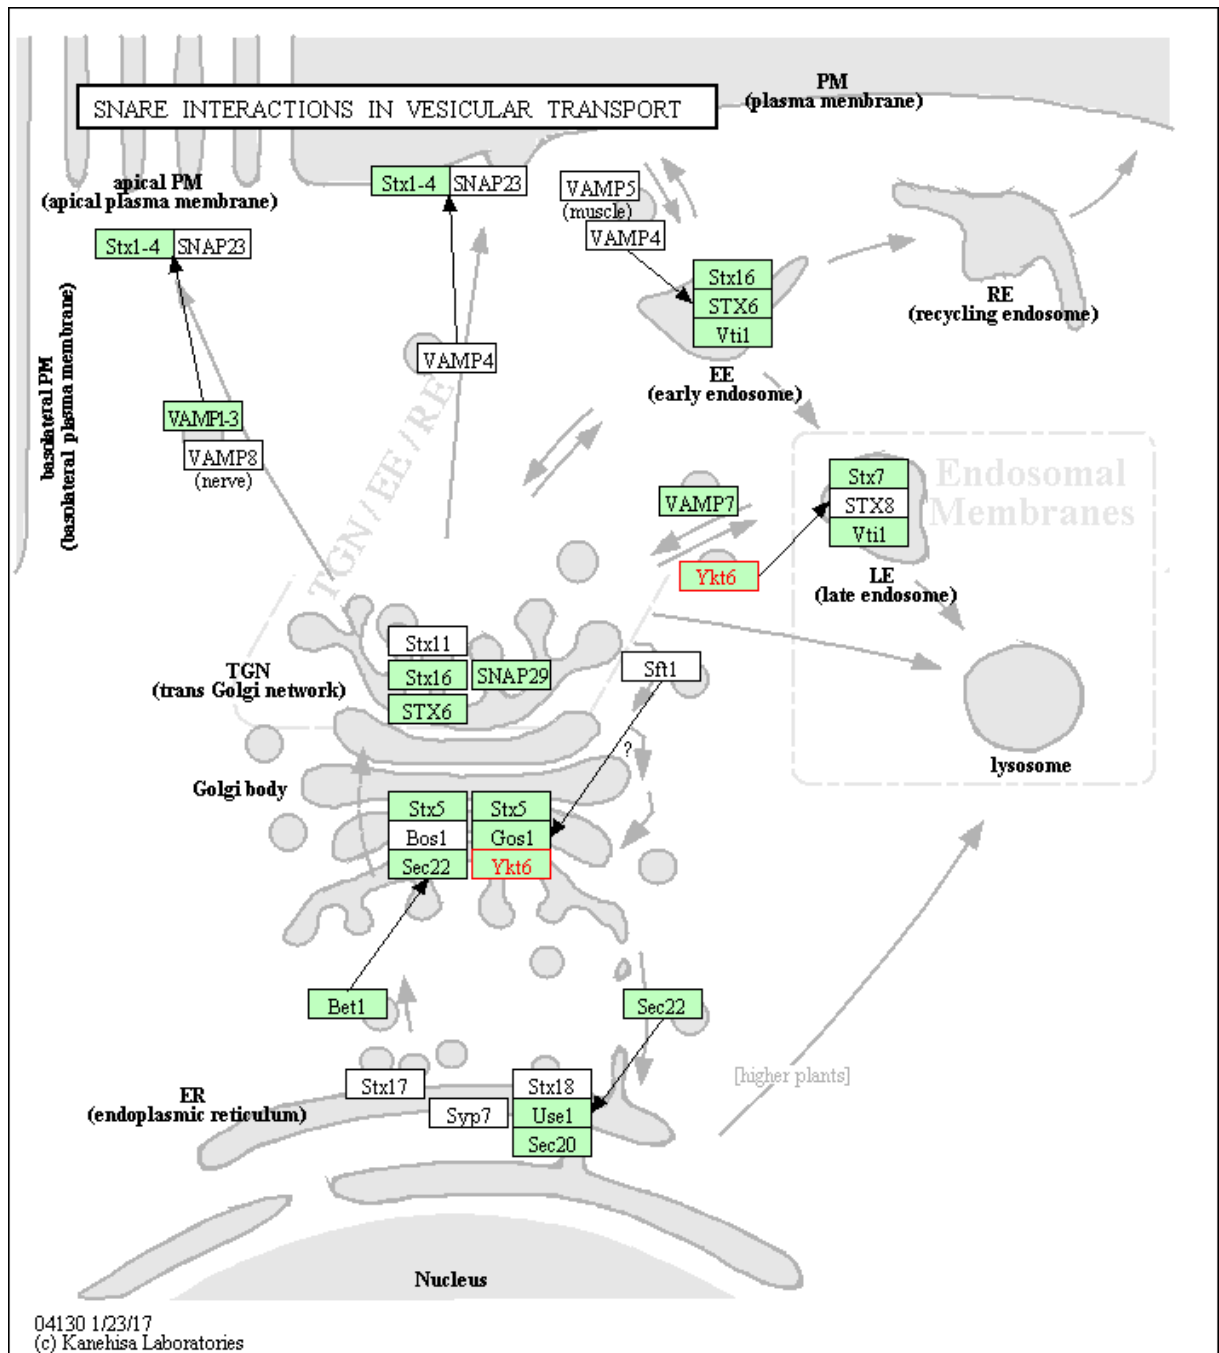 SNARE INTERACTIONS IN VESICULAR TRANSPORT
PM
(plasma membrane)
apical PM
(apical plasma membrane)
Stx1-4
SNAP23
Stx1-4
SNAP23
VAMP5
(muscle)
VAMP4
Stx16
STX6
Vti1
EE
(early endosome)
RE
(recycling endosome)
basolateral PM
(basolateral plasma membrane)
VAMP4
VAMP1-3
VAMP8
(nerve)
TGN/EE/RE
VAMP7
Ykt6
Stx7
STX8
Vti1
Endosomal
Membranes
LE
(late endosome)
TGN
(trans Golgi network)
Stx11
Stx16
SNAP29
STX6
Sft1
?
lysosome
Golgi body
Stx5
Bos1
Sec22
Stx5
Gos1
Ykt6
Bet1
Sec22
ER
(endoplasmic reticulum)
Stx17
Syp7
Stx18
Use1
Sec20
[higher plants]
Nucleus
04130 1/23/17
(c) Kanehisa Laboratories